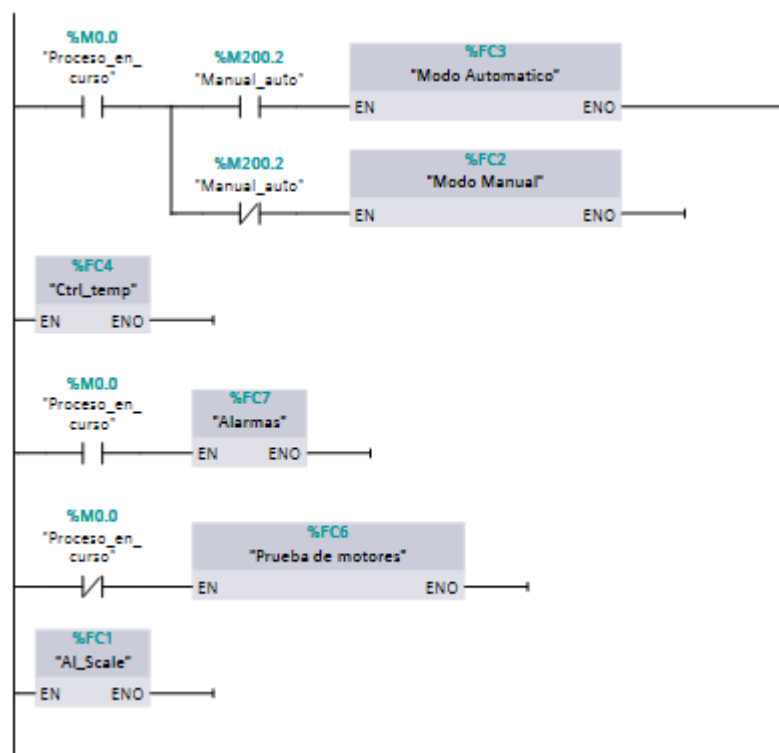 %M0.0
"Proceso_en_
curso"
%M200.2
"Manual_auto"
%FC3
"Modo Automatico"
EN ENO
%M200.2
"Manual_auto"
%FC2
"Modo Manual"
EN ENO
%FC4
"Ctrl_temp"
EN ENO
%M0.0
"Proceso_en_
curso"
%FC7
"Alarmas"
EN ENO
%M0.0
"Proceso_en_
curso"
%FC6
"Prueba de motores"
EN ENO
%FC1
"AI_Scale"
EN ENO